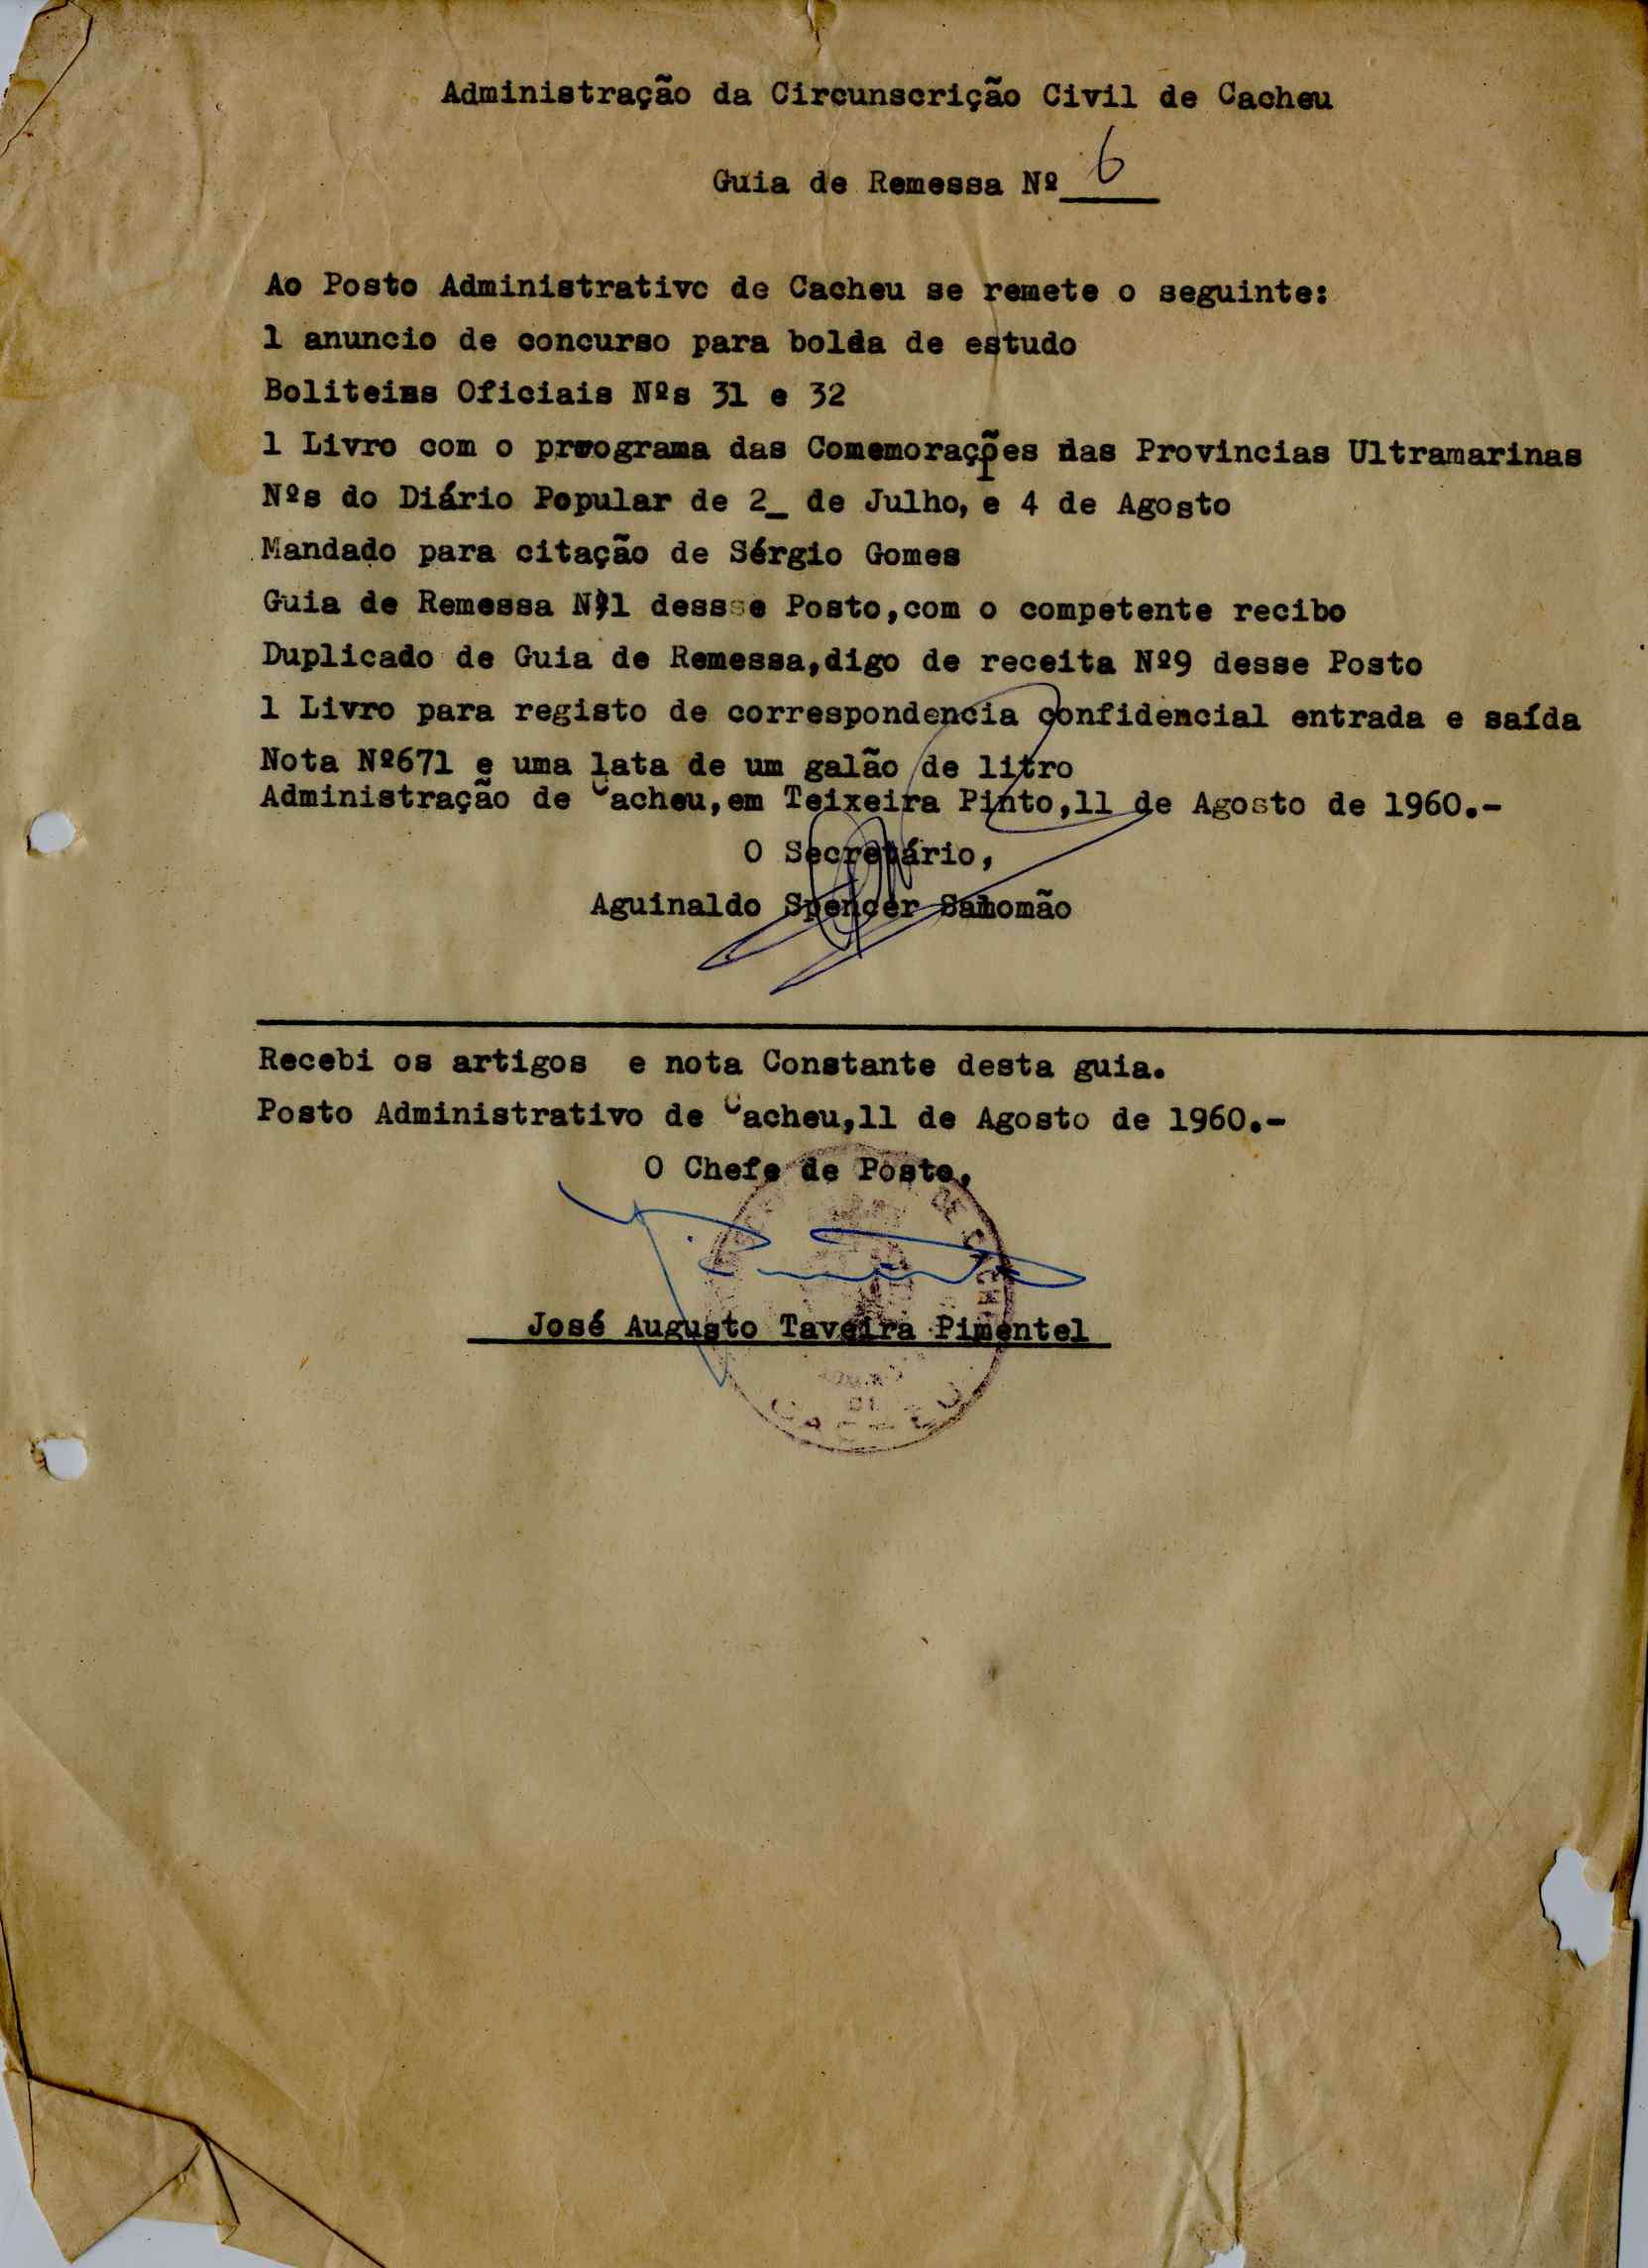 Administração da Circunscrição Civil de Cacheu
Guia de Remessa Nº 6
Ao Posto Administrativo de Cacheu se remete o seguinte:
1 anuncio de concurso para bolsa de estudo
Boliteins Oficiais Nºs 31 e 32
1 Livro com o programa das Comemorações das Provincias Ultramarinas
Nºs do Diário Popular de 2_ de Julho, e 4 de Agosto
Mandado para citação de Sérgio Gomes
Guia de Remessa Nº1 dessse Posto,com o competente recibo
Duplicado de Guia de Remessa,digo de receita Nº9 desse Posto
1 Livro para registo de correspondencia confidencial entrada e saída
Nota Nº671 e uma lata de um galão de litro
Administração de Cacheu,em Teixeira Pinto,11 de Agosto de 1960.-
O Secretário,
Aguinaldo Spencer Salomão
Recebi os artigos e nota Constante desta guia.
Posto Administrativo de Cacheu,11 de Agosto de 1960.-
O Chefe de Posto,
José Augusto Taveira Pimentel